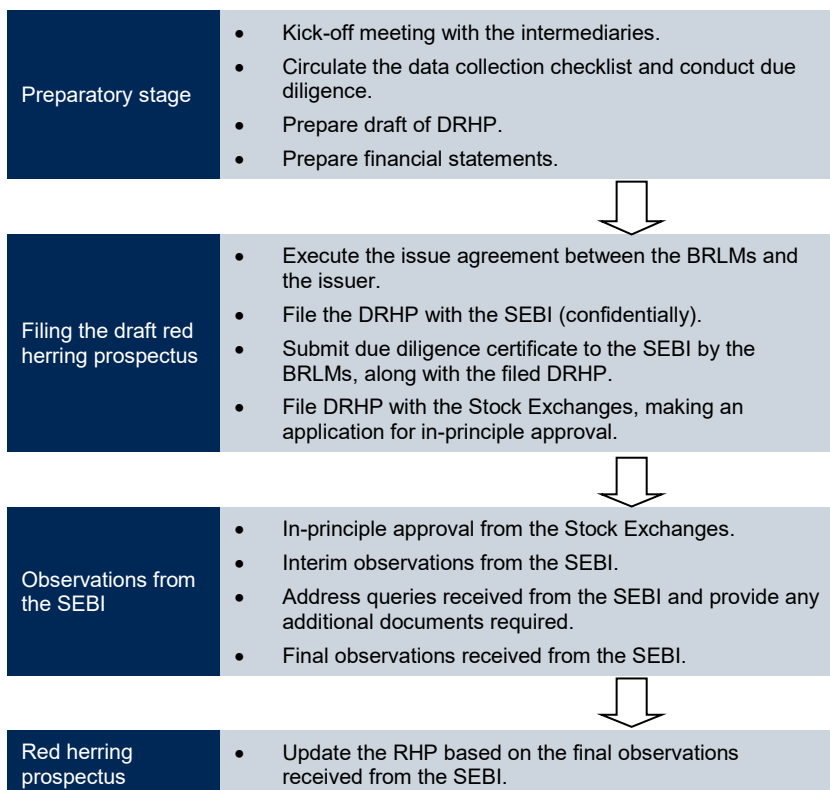 Preparatory stage
• Kick-off meeting with the intermediaries.
• Circulate the data collection checklist and conduct due
diligence.
• Prepare draft of DRHP.
• Prepare financial statements.
Filing the draft red
herring prospectus
• Execute the issue agreement between the BRLMs and
the issuer.
• File the DRHP with the SEBI (confidentially).
• Submit due diligence certificate to the SEBI by the
BRLMs, along with the filed DRHP.
• File DRHP with the Stock Exchanges, making an
application for in-principle approval.
Observations from
the SEBI
• In-principle approval from the Stock Exchanges.
• Interim observations from the SEBI.
• Address queries received from the SEBI and provide any
additional documents required.
• Final observations received from the SEBI.
Red herring
prospectus
• Update the RHP based on the final observations
received from the SEBI.